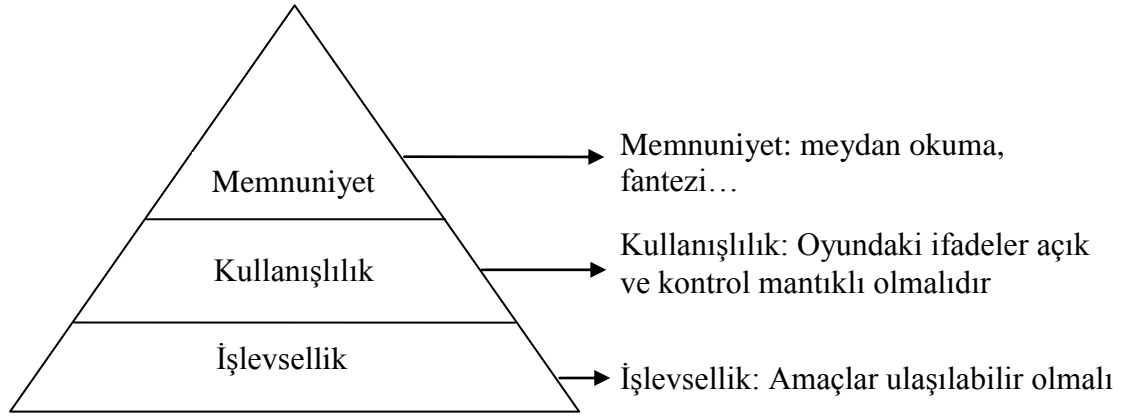 Memnuniyet
Memnuniyet: meydan okuma,
fantezi…
Kullanışlılık
Kullanışlılık: Oyundaki ifadeler açık
ve kontrol mantıklı olmalıdır
İşlevsellik
İşlevsellik: Amaçlar ulaşılabilir olmalı